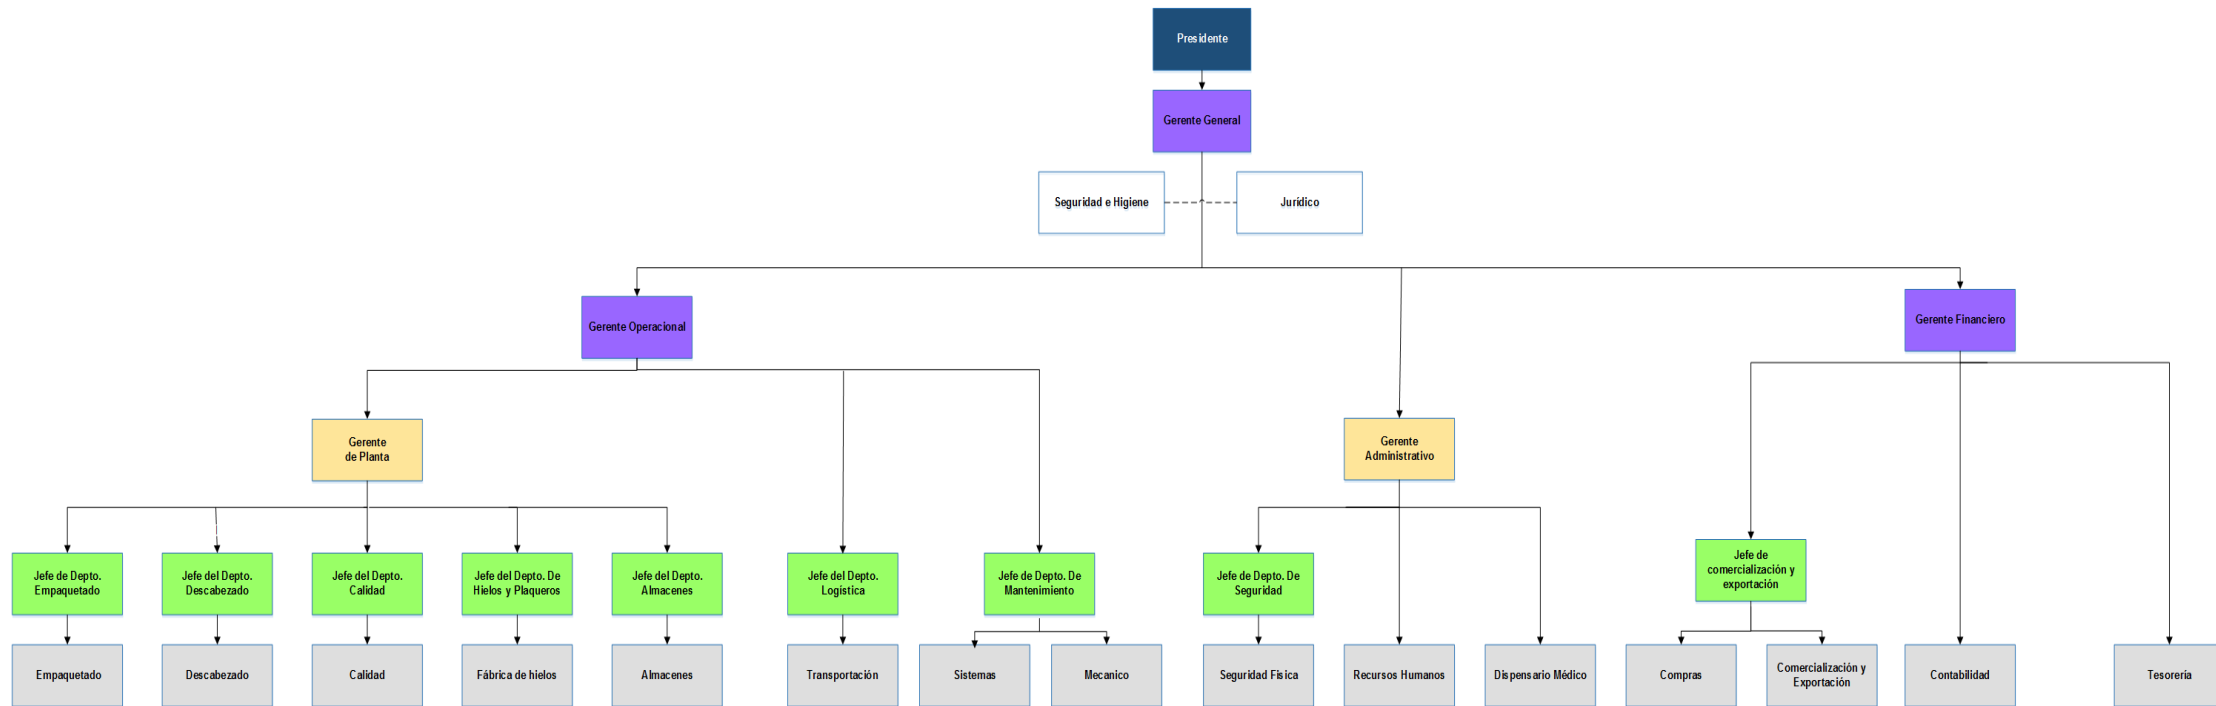 Presidente
Gerente General
Seguridad e Higiene
Jurídico
Gerente Operacional
Gerente Financiero
Gerente
de Planta
Gerente
Administrativo
Jefe de Depto.
Empaquetado
Jefe del Depto.
Descabezado
Jefe del Depto.
Calidad
Jefe del Depto. De
Hielos y Plaqueros
Jefe del Depto.
Almacenes
Jefe del Depto.
Logística
Jefe de Depto. De
Mantenimiento
Jefe de Depto. De
Seguridad
Jefe de
comercialización y
exportación
Empaquetado
Descabezado
Calidad
Fábrica de hielos
Almacenes
Transportación
Sistemas
Mecanico
Seguridad Fisica
Recursos Humanos
Dispensario Médico
Compras
Comercialización y
Exportación
Contabilidad
Tesorería